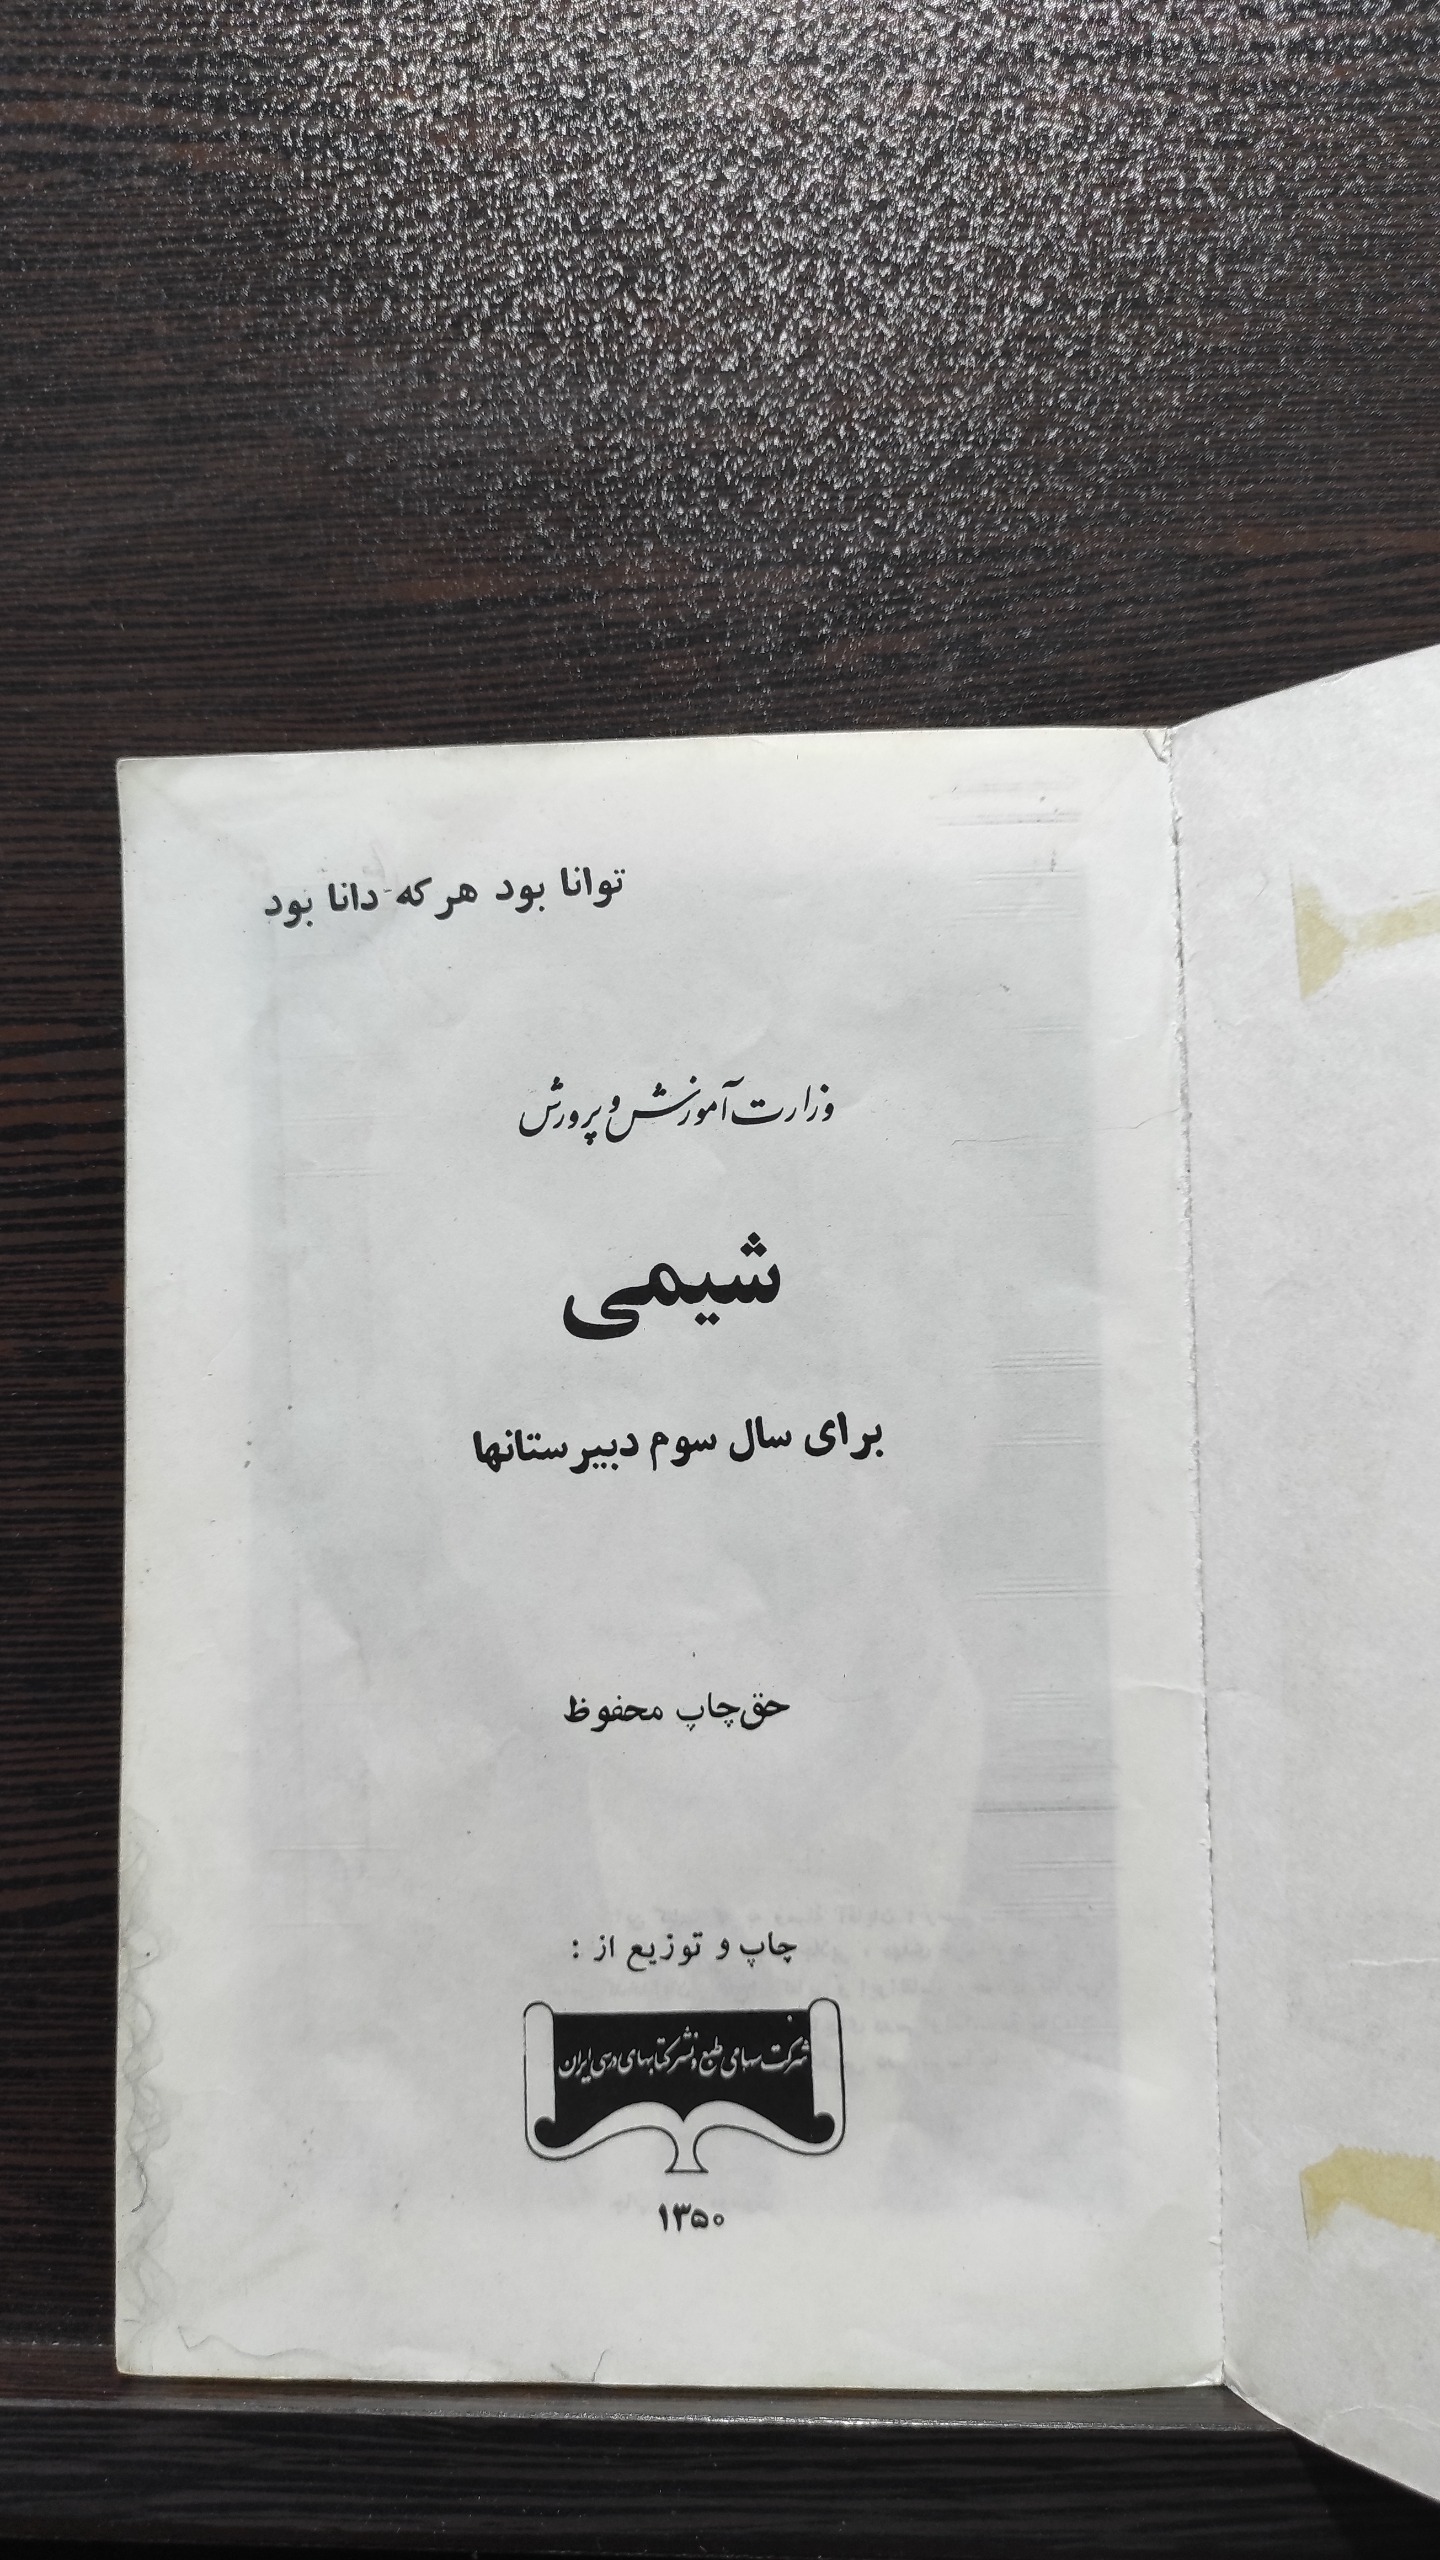 توانا بود هر که دانا بود
وزارت آموزش و پرورش
شیمی
برای سال سوم دبیرستانها
حق چاپ محفوظ
چاپ و توزیع از :
شرکت سهامی طبع و نشر کتابهای درسی ایران
۱۳۵۰